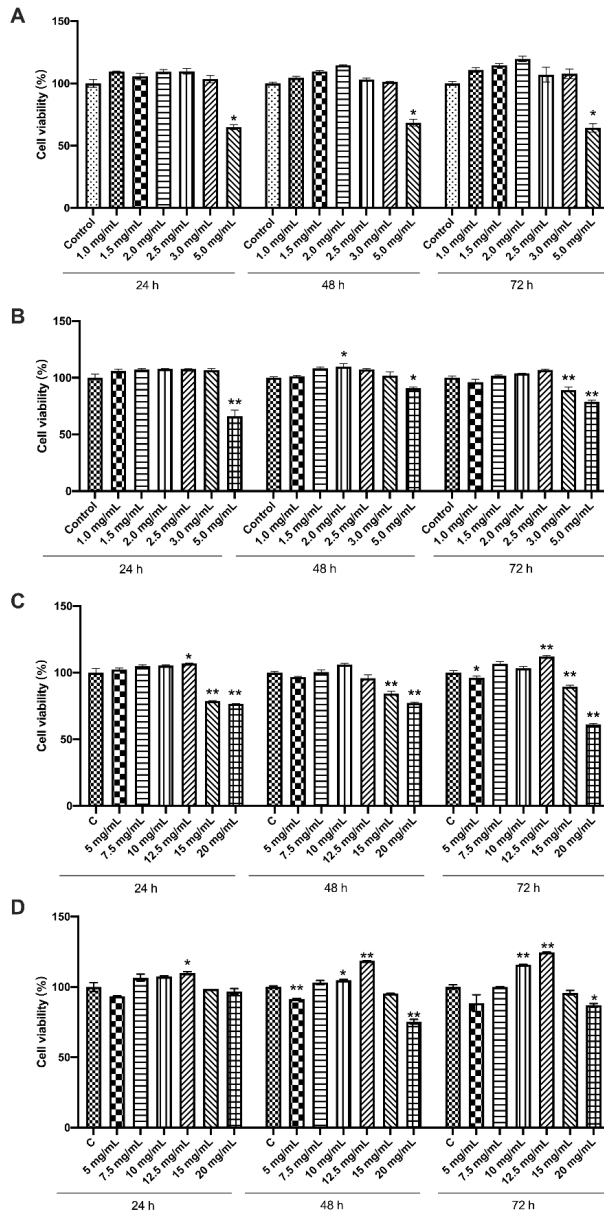 A
150
100
50
0
Cell viability (%)
* * *
Control 1.0 mg/mL 1.5 mg/mL 2.0 mg/mL 2.5 mg/mL 3.0 mg/mL 5.0 mg/mL Control 1.0 mg/mL 1.5 mg/mL 2.0 mg/mL 2.5 mg/mL 3.0 mg/mL 5.0 mg/mL Control 1.0 mg/mL 1.5 mg/mL 2.0 mg/mL 2.5 mg/mL 3.0 mg/mL 5.0 mg/mL
24 h 48 h 72 h
B
150
100
50
0
Cell viability (%)
** * * ** **
Control 1.0 mg/mL 1.5 mg/mL 2.0 mg/mL 2.5 mg/mL 3.0 mg/mL 5.0 mg/mL Control 1.0 mg/mL 1.5 mg/mL 2.0 mg/mL 2.5 mg/mL 3.0 mg/mL 5.0 mg/mL Control 1.0 mg/mL 1.5 mg/mL 2.0 mg/mL 2.5 mg/mL 3.0 mg/mL 5.0 mg/mL
24 h 48 h 72 h
C
150
100
50
0
Cell viability (%)
* ** ** ** ** * ** ** **
C 5 mg/mL 7.5 mg/mL 10 mg/mL 12.5 mg/mL 15 mg/mL 20 mg/mL C 5 mg/mL 7.5 mg/mL 10 mg/mL 12.5 mg/mL 15 mg/mL 20 mg/mL C 5 mg/mL 7.5 mg/mL 10 mg/mL 12.5 mg/mL 15 mg/mL 20 mg/mL
24 h 48 h 72 h
D
150
100
50
0
Cell viability (%)
* ** * ** ** ** ** *
C 5 mg/mL 7.5 mg/mL 10 mg/mL 12.5 mg/mL 15 mg/mL 20 mg/mL C 5 mg/mL 7.5 mg/mL 10 mg/mL 12.5 mg/mL 15 mg/mL 20 mg/mL C 5 mg/mL 7.5 mg/mL 10 mg/mL 12.5 mg/mL 15 mg/mL 20 mg/mL
24 h 48 h 72 h